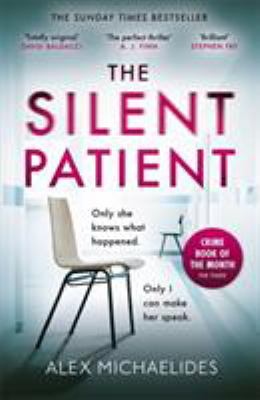 THE SUNDAY TIMES BESTSELLER
'Totally original' 'The perfect thriller' 'Brilliant'
DAVID BALDACCI A. J. FINN STEPHEN FRY
THE
SILENT
PATIENT
Only she
knows what
happened.
CRIME
BOOK OF
THE MONTH
THE TIMES
Only I
can make
her speak.
ALEX MICHAELIDES